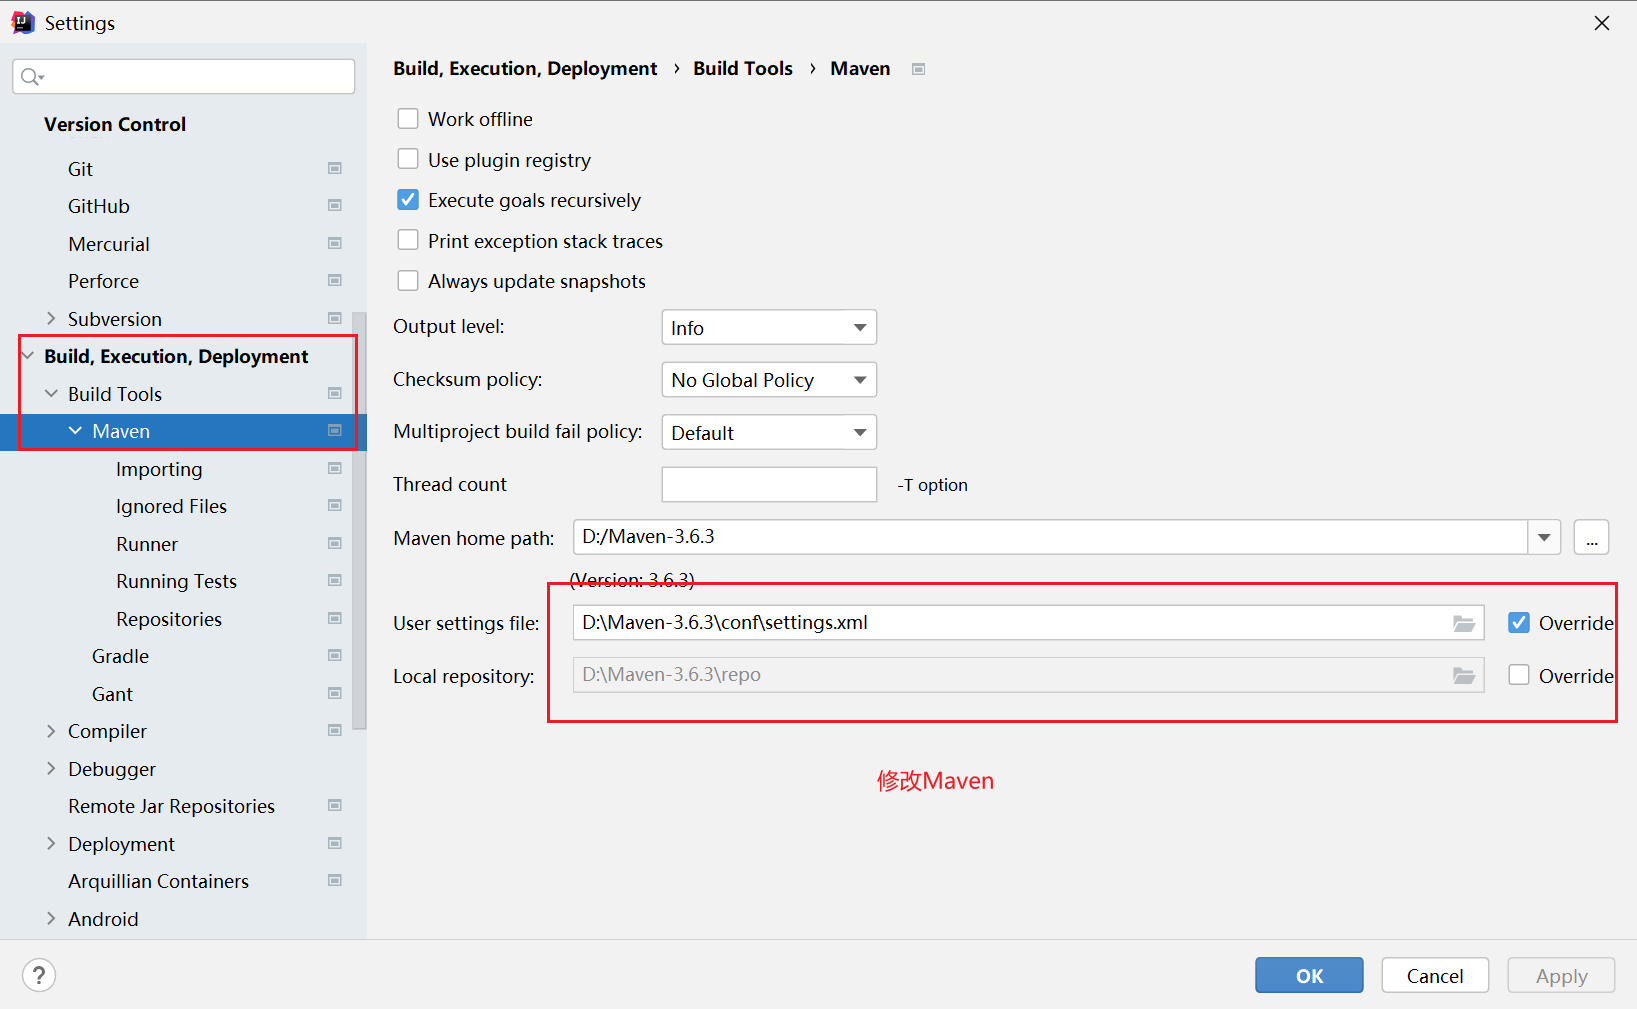 Settings
Version Control
Git
GitHub
Mercurial
Perforce
Subversion
Build, Execution, Deployment
Build Tools
Maven
Importing
Ignored Files
Runner
Running Tests
Repositories
Gradle
Gant
Compiler
Debugger
Remote Jar Repositories
Deployment
Arquillian Containers
Android
Build, Execution, Deployment › Build Tools › Maven
Work offline
Use plugin registry
Execute goals recursively
Print exception stack traces
Always update snapshots
Output level: Info
Checksum policy: No Global Policy
Multiproject build fail policy: Default
Thread count -T option
Maven home path: D:/Maven-3.6.3 ...
(Version: 3.6.3)
User settings file: D:\Maven-3.6.3\conf\settings.xml Override
Local repository: D:\Maven-3.6.3\repo Override
修改Maven
? OK Cancel Apply